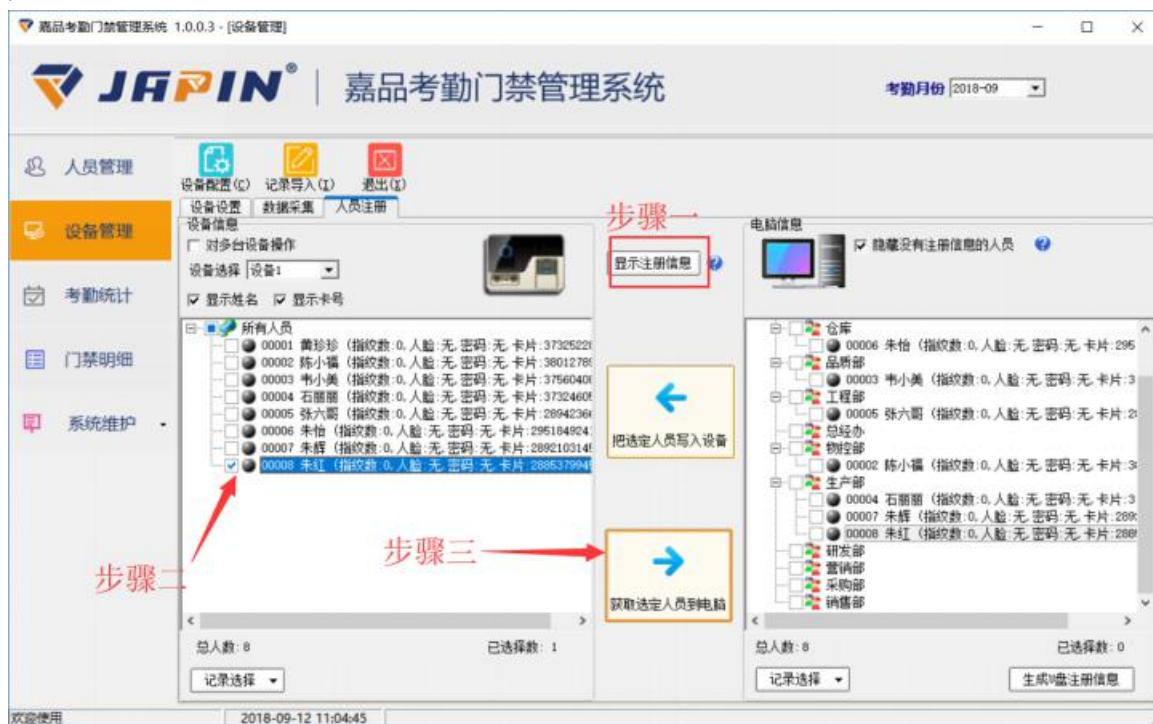 嘉品考勤门禁管理系统 1.0.0.3 - [设备管理]
JAPIN® 嘉品考勤门禁管理系统
考勤月份 2018-09
人员管理
设备管理
考勤统计
门禁明细
系统维护
设备配置(C) 记录导入(I) 退出(X)
设备设置 数据采集 人员注册
设备信息
对多台设备操作
设备选择 设备1
显示姓名 显示卡号
所有人员
00001 黄珍珍 (指纹数:0,人脸:无,密码:无,卡片:3732522
00002 陈小福 (指纹数:0,人脸:无,密码:无,卡片:3801278
00003 韦小美 (指纹数:0,人脸:无,密码:无,卡片:3756040
00004 石丽丽 (指纹数:0,人脸:无,密码:无,卡片:3732460
00005 张六哥 (指纹数:0,人脸:无,密码:无,卡片:2894236
00006 朱怡 (指纹数:0,人脸:无,密码:无,卡片:295184924
00007 朱辉 (指纹数:0,人脸:无,密码:无,卡片:289210314
00008 朱红 (指纹数:0,人脸:无,密码:无,卡片:288537994
总人数:8 已选择数: 1
记录选择
步骤一
显示注册信息
把选定人员写入设备
步骤二
步骤三
获取选定人员到电脑
电脑信息
隐藏没有注册信息的人员
仓库
00006 朱怡 (指纹数:0,人脸:无,密码:无,卡片:295
品质部
00003 韦小美 (指纹数:0,人脸:无,密码:无,卡片:3
工程部
00005 张六哥 (指纹数:0,人脸:无,密码:无,卡片:2
总经办
物控部
00002 陈小福 (指纹数:0,人脸:无,密码:无,卡片:3
生产部
00004 石丽丽 (指纹数:0,人脸:无,密码:无,卡片:3
00007 朱辉 (指纹数:0,人脸:无,密码:无,卡片:289
00008 朱红 (指纹数:0,人脸:无,密码:无,卡片:288
研发部
营销部
采购部
销售部
总人数:8 已选择数: 0
记录选择 生成U盘注册信息
欢迎使用 2018-09-12 11:04:45